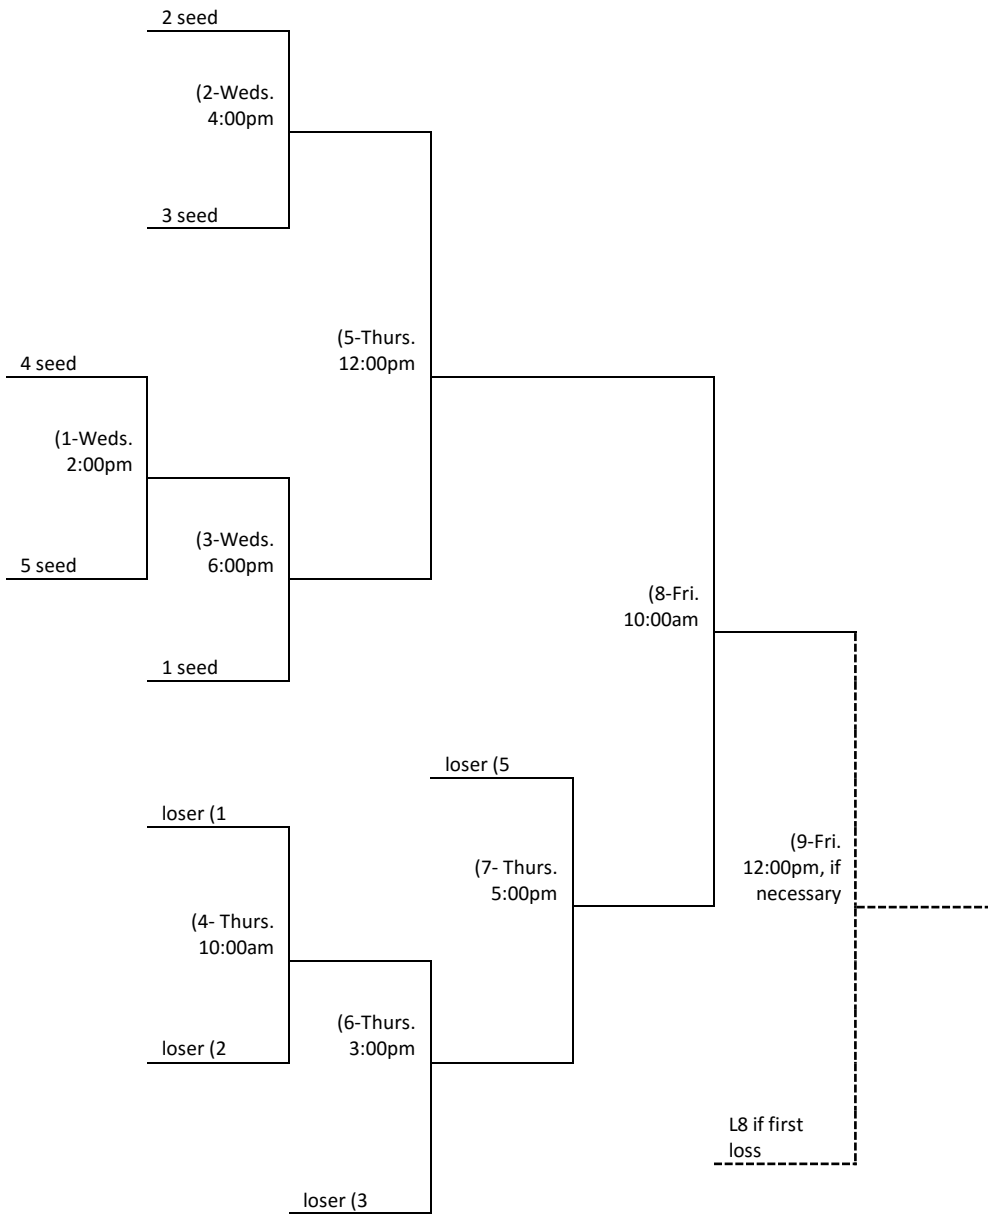 2 seed
(2-Weds.
4:00pm
3 seed
(5-Thurs.
12:00pm
4 seed
(1-Weds.
2:00pm
(3-Weds.
6:00pm
5 seed
(8-Fri.
10:00am
1 seed
loser (5
loser (1
(9-Fri.
12:00pm, if
necessary
(7- Thurs.
5:00pm
(4- Thurs.
10:00am
(6-Thurs.
3:00pm
loser (2
L8 if first
loss
loser (3